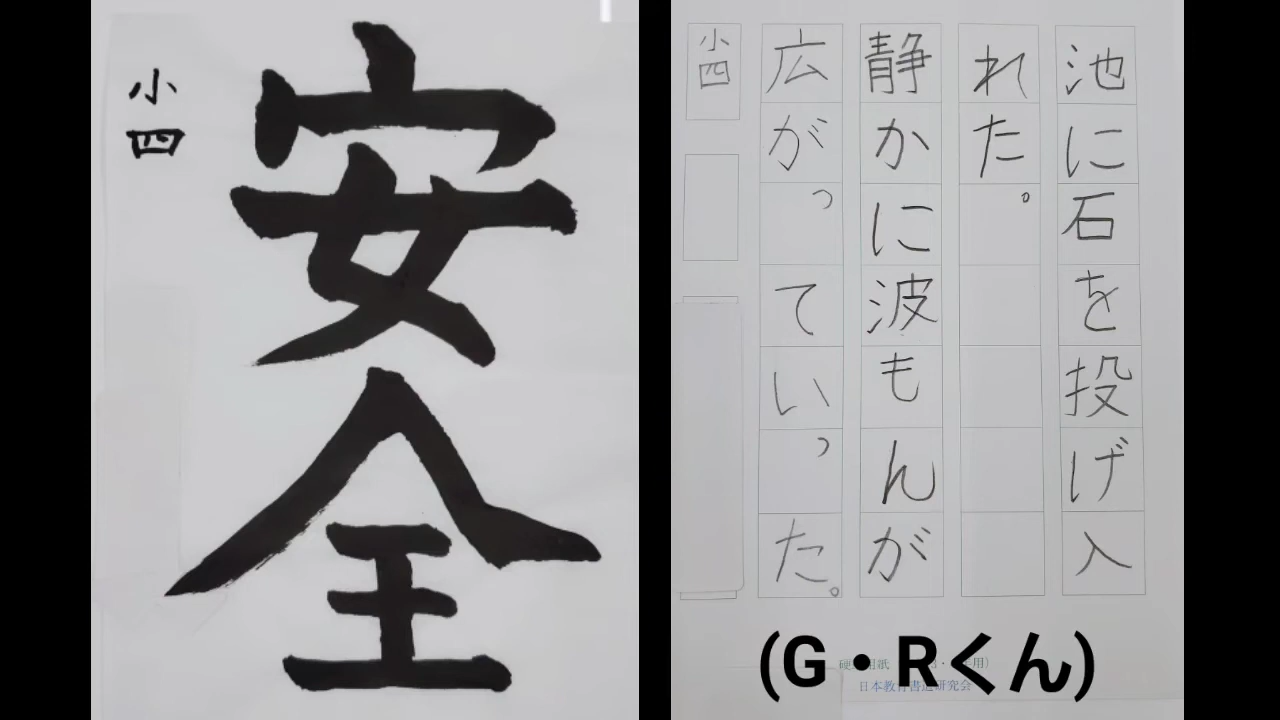 安全
小四
池に石を投げ入
れた。
静かに波もんが
広がっていった。
小四
(G・Rくん)
日本教育書道研究会